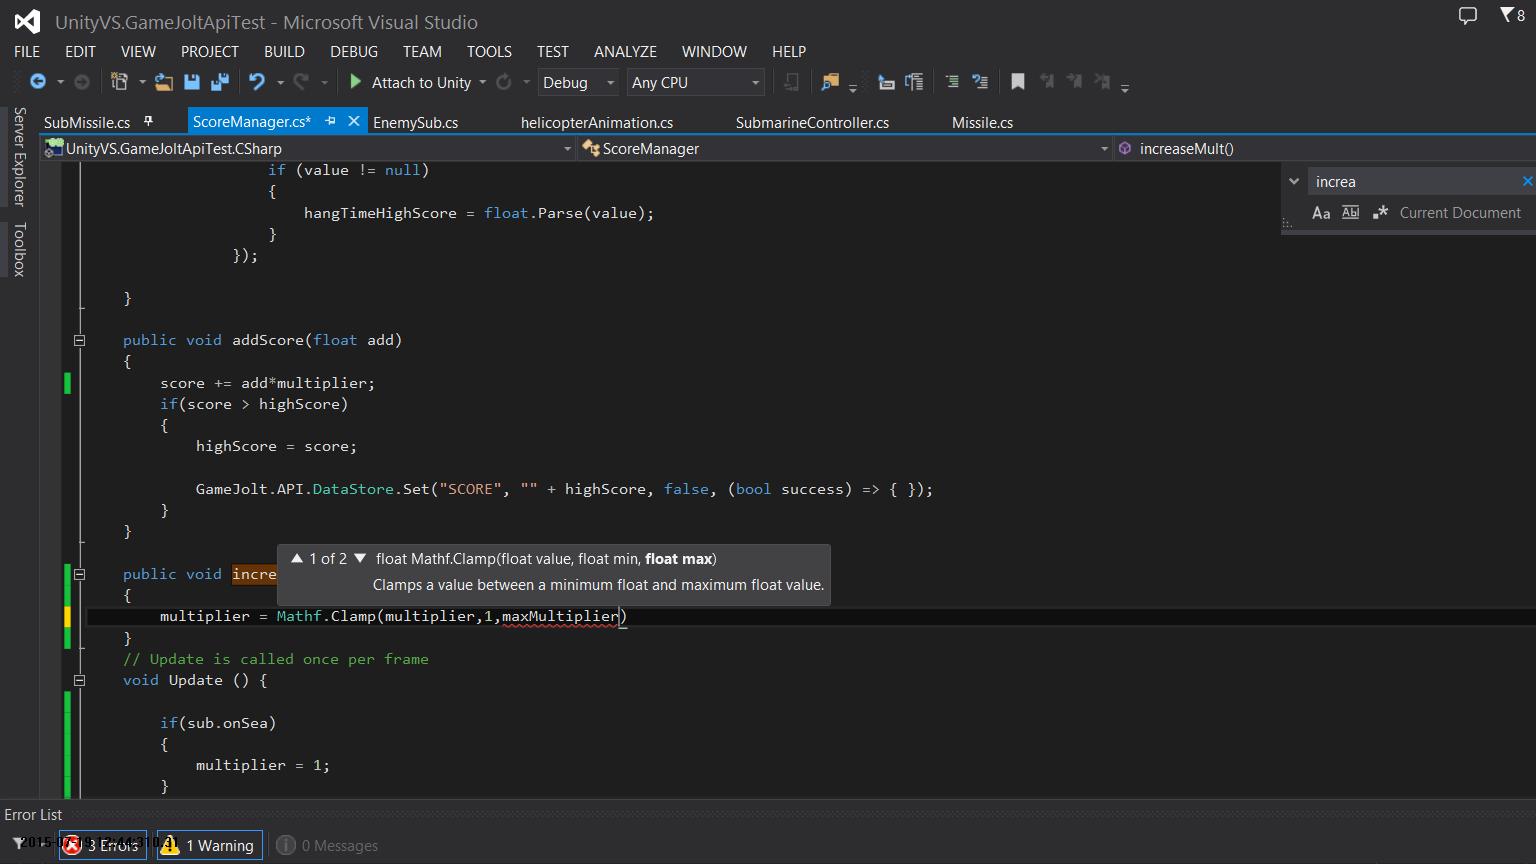 UnityVS.GameJoltApiTest - Microsoft Visual Studio
8
FILE EDIT VIEW PROJECT BUILD DEBUG TEAM TOOLS TEST ANALYZE WINDOW HELP
Attach to Unity Debug Any CPU
Server Explorer
Toolbox
SubMissile.cs ScoreManager.cs* EnemySub.cs helicopterAnimation.cs SubmarineController.cs Missile.cs
UnityVS.GameJoltApiTest.CSharp ScoreManager increaseMult()
increa
Aa Abl .* Current Document
if (value != null)
{
hangTimeHighScore = float.Parse(value);
}
});
}
public void addScore(float add)
{
score += add*multiplier;
if(score > highScore)
{
highScore = score;
GameJolt.API.DataStore.Set("SCORE", "" + highScore, false, (bool success) => { });
}
}
1 of 2 float Mathf.Clamp(float value, float min, float max)
public void incre
Clamps a value between a minimum float and maximum float value.
{
multiplier = Mathf.Clamp(multiplier,1,maxMultiplier)
}
// Update is called once per frame
void Update () {
if(sub.onSea)
{
multiplier = 1;
}
Error List
3 Errors 1 Warning 0 Messages